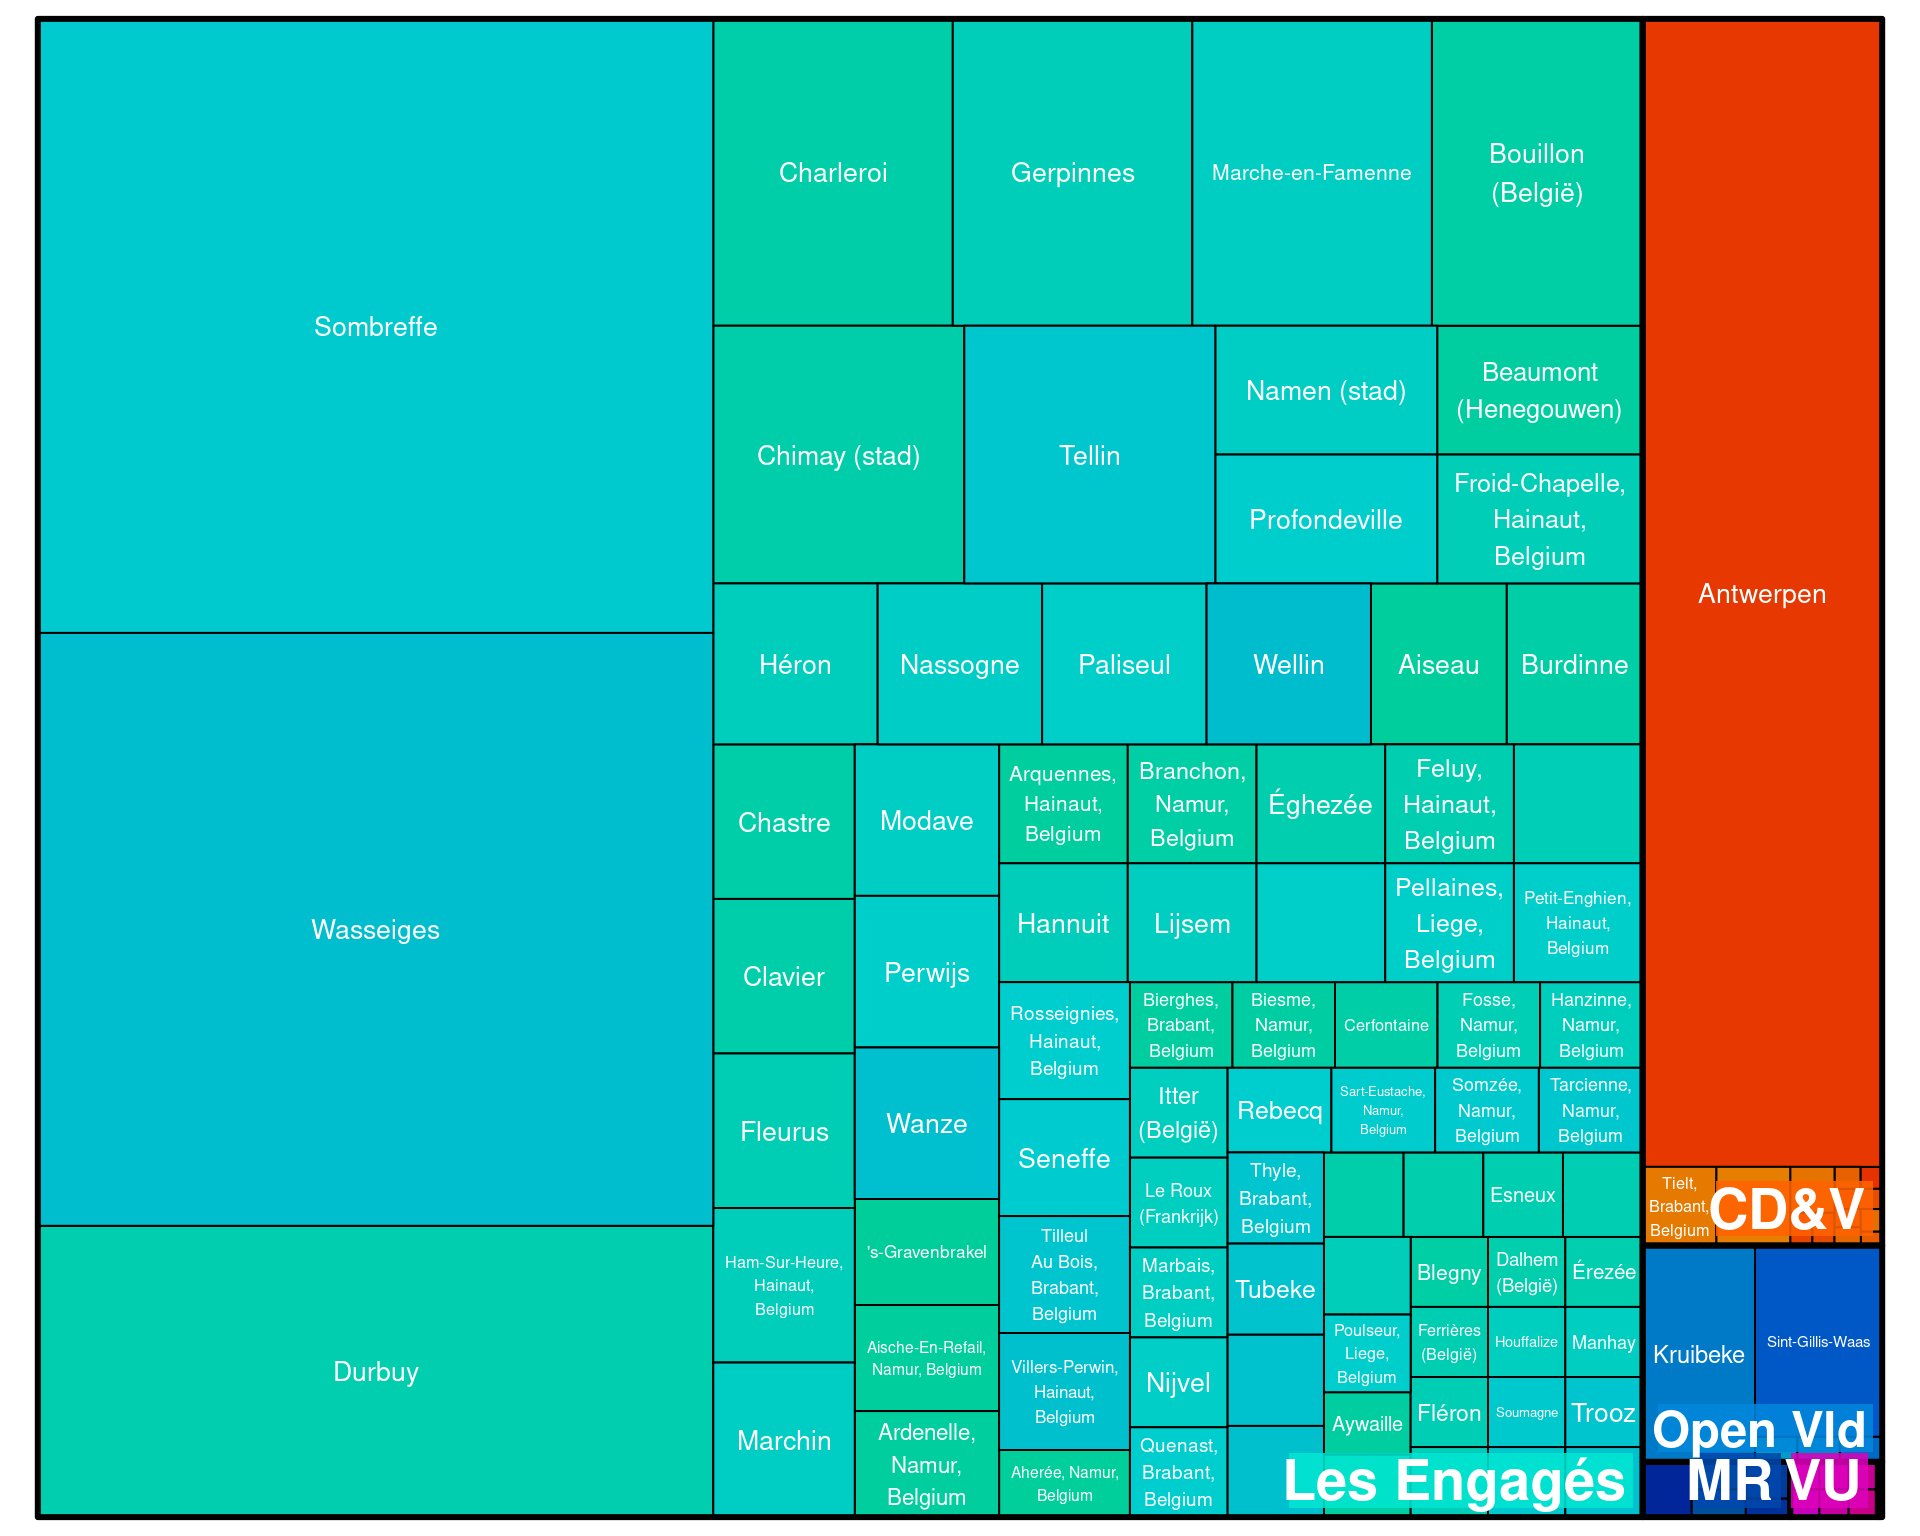 Sombreffe
Wasseiges
Durbuy
Charleroi
Gerpinnes
Marche-en-Famenne
Bouillon
(België)
Chimay (stad)
Tellin
Namen (stad)
Beaumont
(Henegouwen)
Profondeville
Froid-Chapelle,
Hainaut,
Belgium
Héron
Nassogne
Paliseul
Wellin
Aiseau
Burdinne
Chastre
Clavier
Fleurus
Ham-Sur-Heure,
Hainaut,
Belgium
Marchin
Modave
Perwijs
Wanze
's-Gravenbrakel
Aische-En-Refail,
Namur, Belgium
Ardenelle,
Namur,
Belgium
Arquennes,
Hainaut,
Belgium
Branchon,
Namur,
Belgium
Éghezée
Feluy,
Hainaut,
Belgium
Hannuit
Lijsem
Pellaines,
Liege,
Belgium
Petit-Enghien,
Hainaut,
Belgium
Rosseignies,
Hainaut,
Belgium
Seneffe
Tilleul
Au Bois,
Brabant,
Belgium
Villers-Perwin,
Hainaut,
Belgium
Aherée, Namur,
Belgium
Bierghes,
Brabant,
Belgium
Biesme,
Namur,
Belgium
Cerfontaine
Fosse,
Namur,
Belgium
Hanzinne,
Namur,
Belgium
Itter
(België)
Le Roux
(Frankrijk)
Marbais,
Brabant,
Belgium
Nijvel
Quenast,
Brabant,
Belgium
Rebecq
Sart-Eustache,
Namur,
Belgium
Somzée,
Namur,
Belgium
Tarcienne,
Namur,
Belgium
Thyle,
Brabant,
Belgium
Tubeke
Esneux
Poulseur,
Liege,
Belgium
Aywaille
Blegny
Dalhem
(België)
Érezée
Ferrières
(België)
Houffalize
Manhay
Fléron
Soumagne
Trooz
Les Engagés
Antwerpen
Tielt,
Brabant,
Belgium
CD&V
Kruibeke
Sint-Gillis-Waas
Open Vld
MR
VU